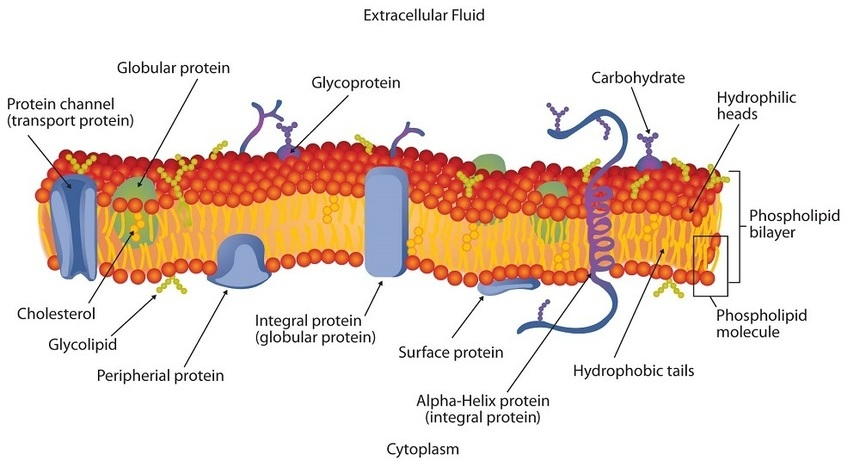 Extracellular Fluid
Globular protein
Glycoprotein
Carbohydrate
Protein channel
(transport protein)
Hydrophilic
heads
Phospholipid
bilayer
Cholesterol
Glycolipid
Peripherial protein
Integral protein
(globular protein)
Surface protein
Alpha-Helix protein
(integral protein)
Hydrophobic tails
Phospholipid
molecule
Cytoplasm